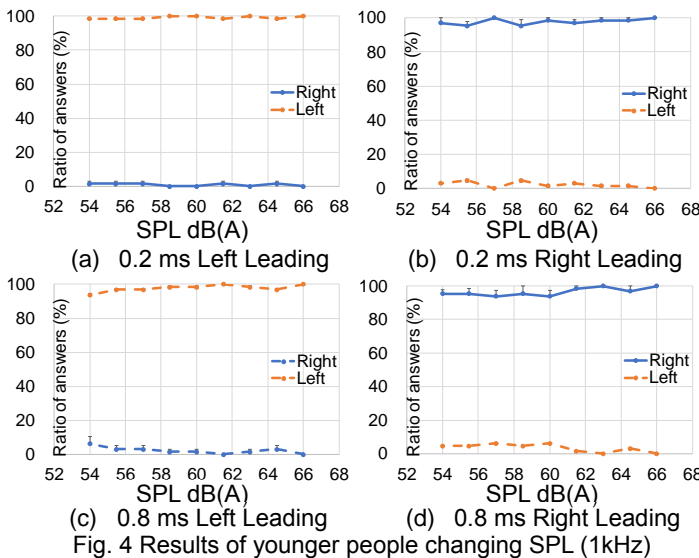 Ratio of answers (%)
100
80
60
40
20
0
Right
Left
52 54 56 58 60 62 64 66 68
SPL dB(A)
(a) 0.2 ms Left Leading
Ratio of answers (%)
100
80
60
40
20
0
Right
Left
52 54 56 58 60 62 64 66 68
SPL dB(A)
(b) 0.2 ms Right Leading
Ratio of answers (%)
100
80
60
40
20
0
Right
Left
52 54 56 58 60 62 64 66 68
SPL dB(A)
(c) 0.8 ms Left Leading
Ratio of answers (%)
100
80
60
40
20
0
Right
Left
52 54 56 58 60 62 64 66 68
SPL dB(A)
(d) 0.8 ms Right Leading
Fig. 4 Results of younger people changing SPL (1kHz)